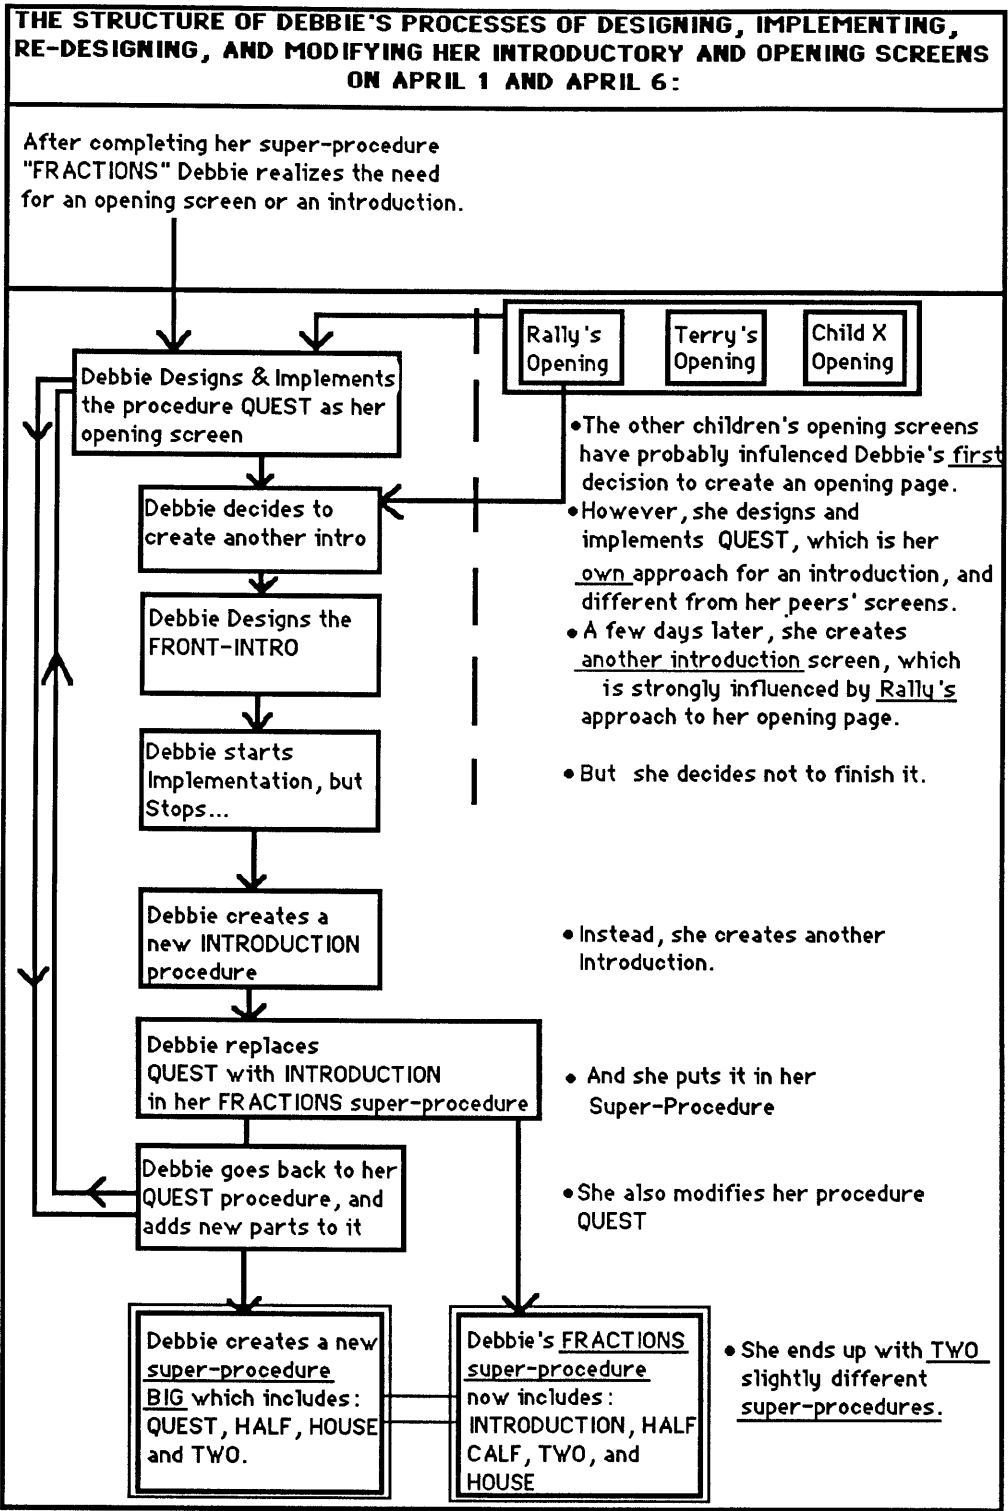 THE STRUCTURE OF DEBBIE'S PROCESSES OF DESIGNING, IMPLEMENTING,
RE-DESIGNING, AND MODIFYING HER INTRODUCTORY AND OPENING SCREENS
ON APRIL 1 AND APRIL 6:
After completing her super-procedure
"FRACTIONS" Debbie realizes the need
for an opening screen or an introduction.
Rally's
Opening
Terry's
Opening
Child X
Opening
Debbie Designs & Implements
the procedure QUEST as her
opening screen
•The other children's opening screens
have probably infulenced Debbie's first
decision to create an opening page.
Debbie decides to
create another intro
•However, she designs and
implements QUEST, which is her
own approach for an introduction, and
different from her peers' screens.
Debbie Designs the
FRONT-INTRO
• A few days later, she creates
another introduction screen, which
is strongly influenced by Rally's
approach to her opening page.
Debbie starts
Implementation, but
Stops...
• But she decides not to finish it.
Debbie creates a
new INTRODUCTION
procedure
• Instead, she creates another
Introduction.
Debbie replaces
QUEST with INTRODUCTION
in her FRACTIONS super-procedure
• And she puts it in her
Super-Procedure
Debbie goes back to her
QUEST procedure, and
adds new parts to it
• She also modifies her procedure
QUEST
Debbie creates a new
super-procedure
BIG which includes:
QUEST, HALF, HOUSE
and TWO.
Debbie's FRACTIONS
super-procedure
now includes:
INTRODUCTION, HALF
CALF, TWO, and
HOUSE
• She ends up with TWO
slightly different
super-procedures.